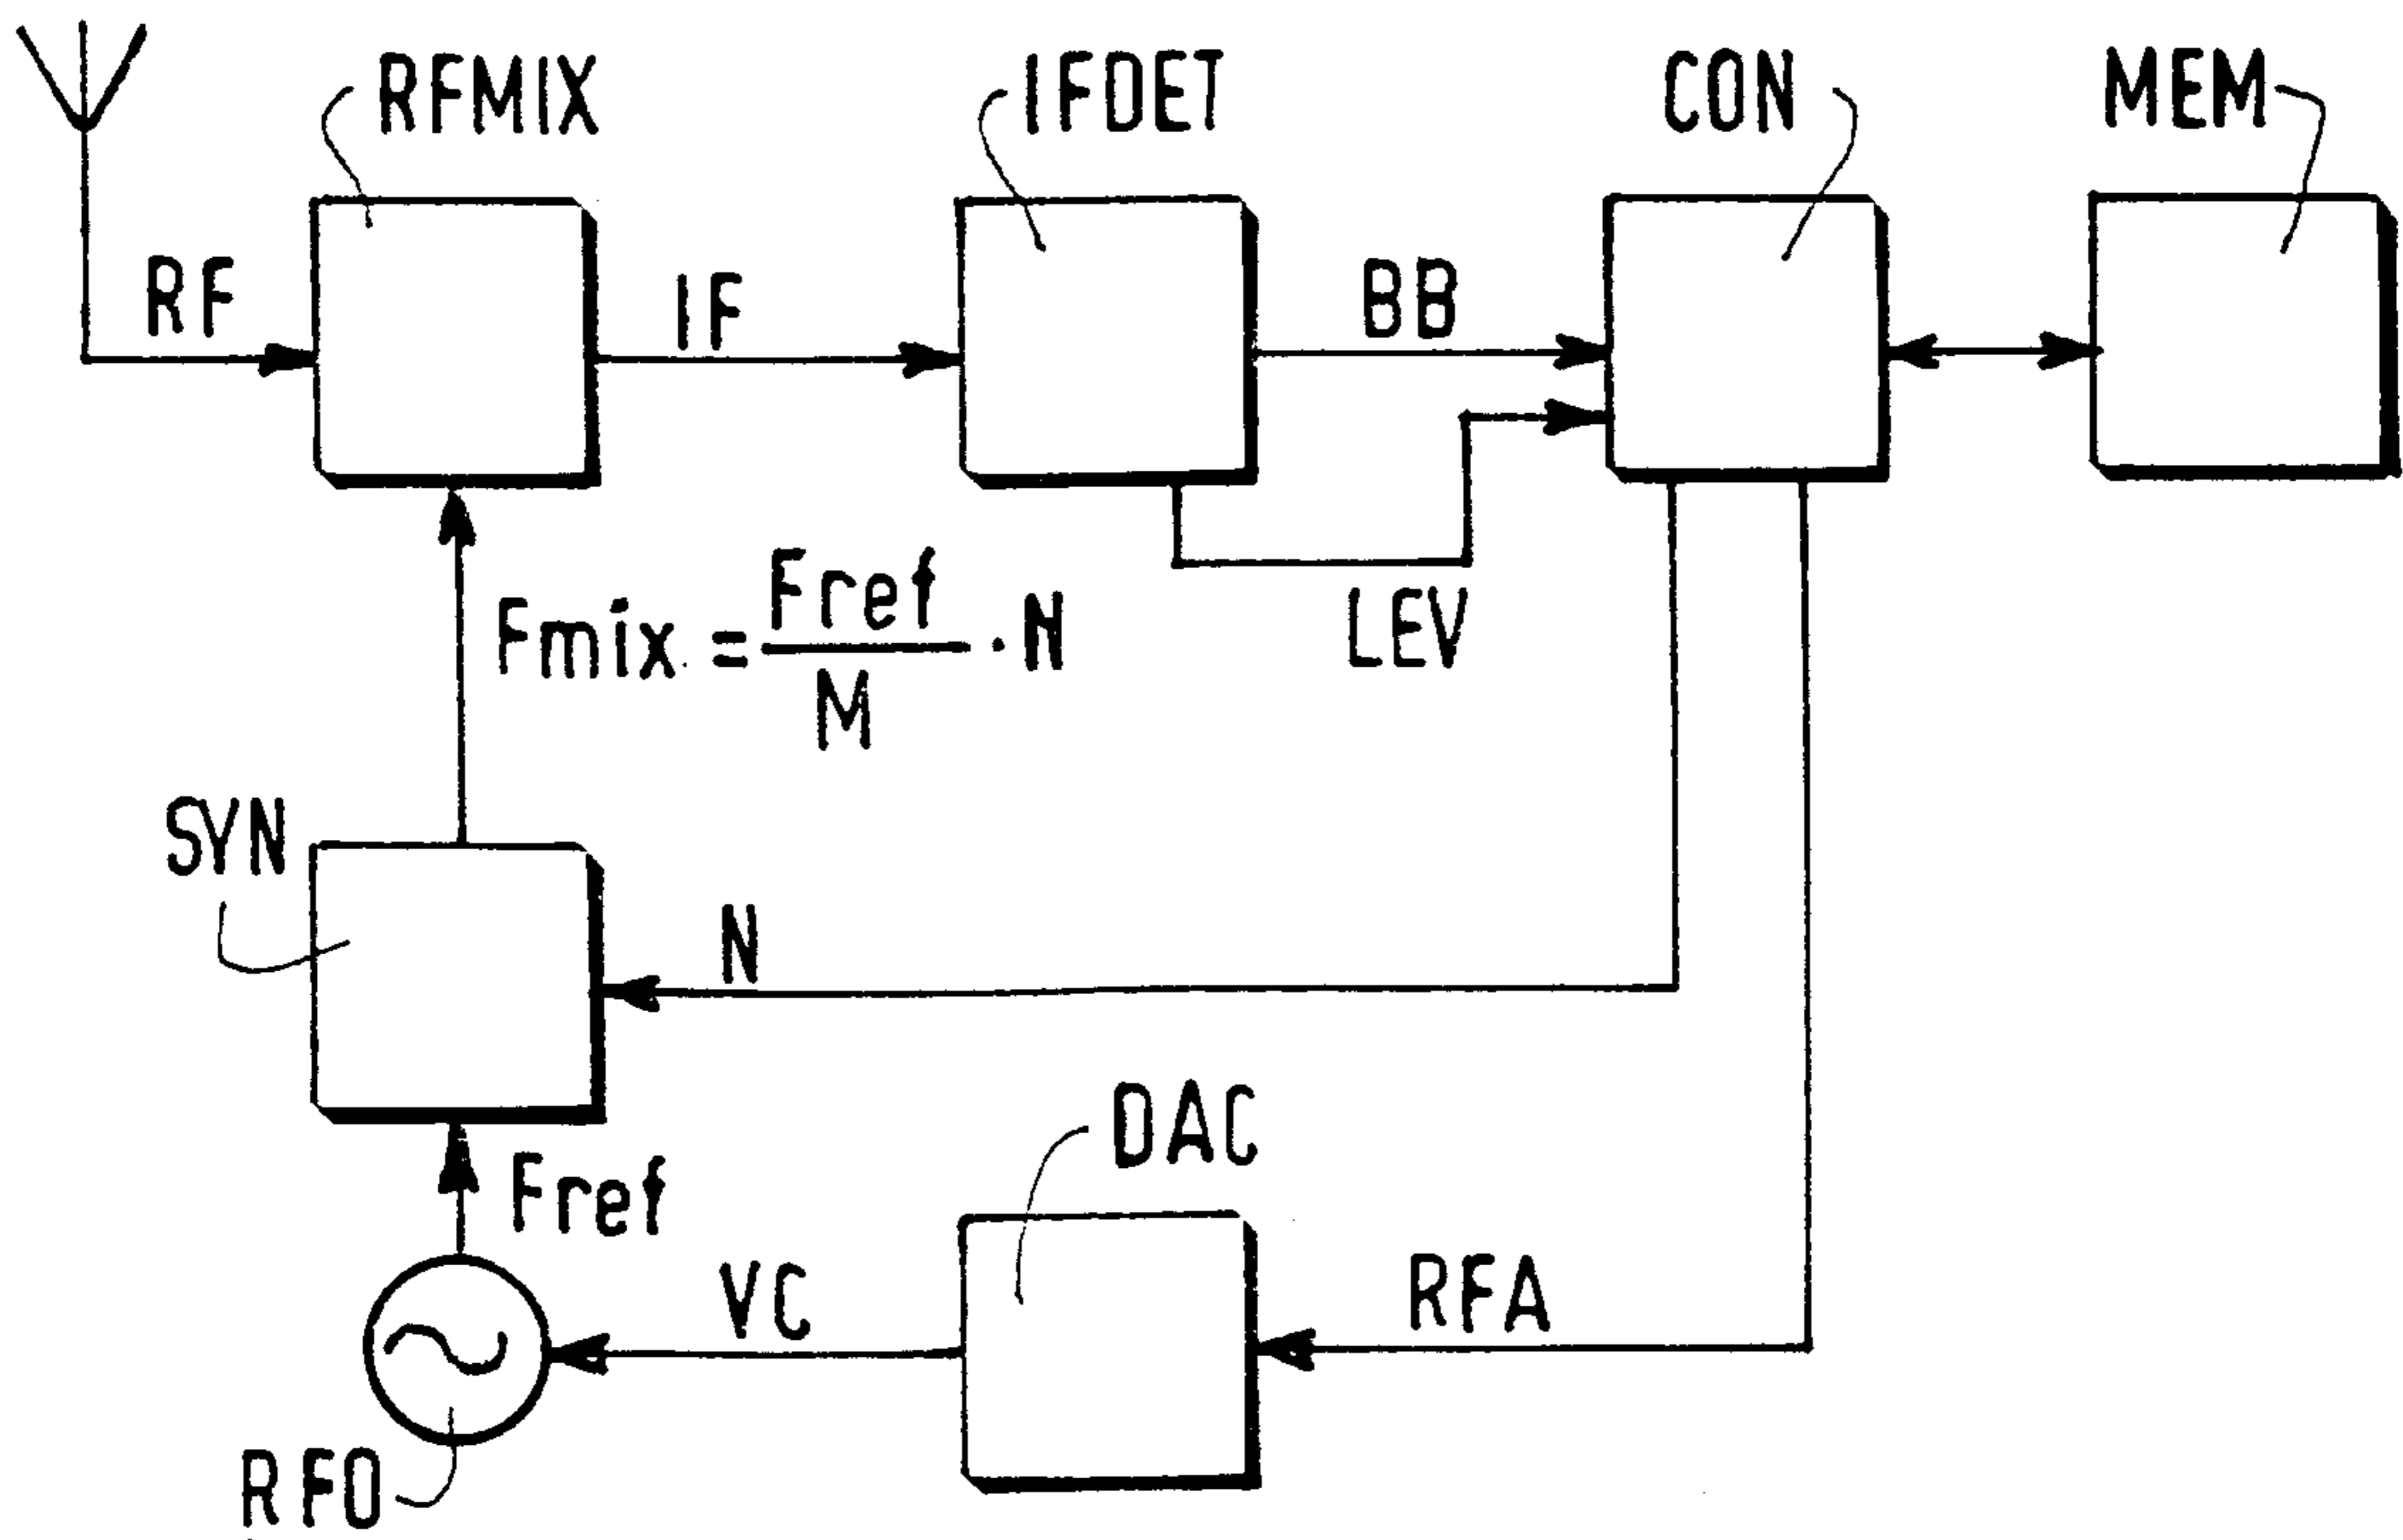 RFMIX
IFDET
CON
MEM
RF
IF
BB
LEV
Fmix = Fref / M · N
SYN
N
Fref
DAC
VC
RFA
RFO